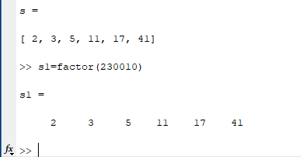 s =
[ 2, 3, 5, 11, 17, 41]
>> s1=factor(230010)
s1 =
2 3 5 11 17 41
fx >>